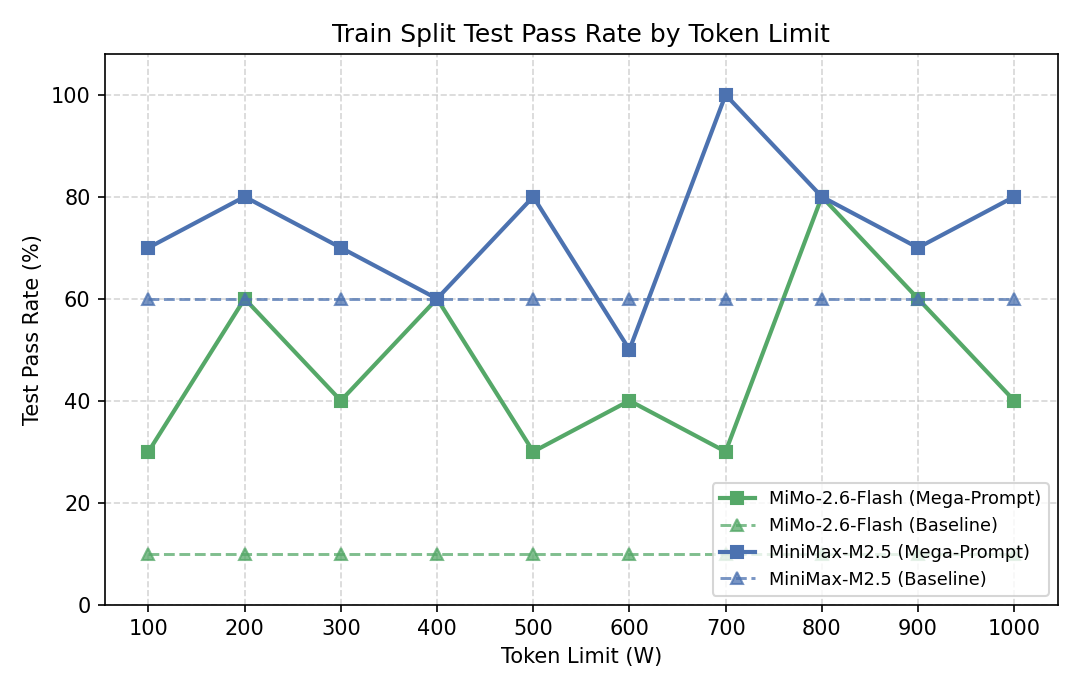 Train Split Test Pass Rate by Token Limit
Test Pass Rate (%)
100
80
60
40
20
0
MiMo-2.6-Flash (Mega-Prompt)
MiMo-2.6-Flash (Baseline)
MiniMax-M2.5 (Mega-Prompt)
MiniMax-M2.5 (Baseline)
100 200 300 400 500 600 700 800 900 1000
Token Limit (W)